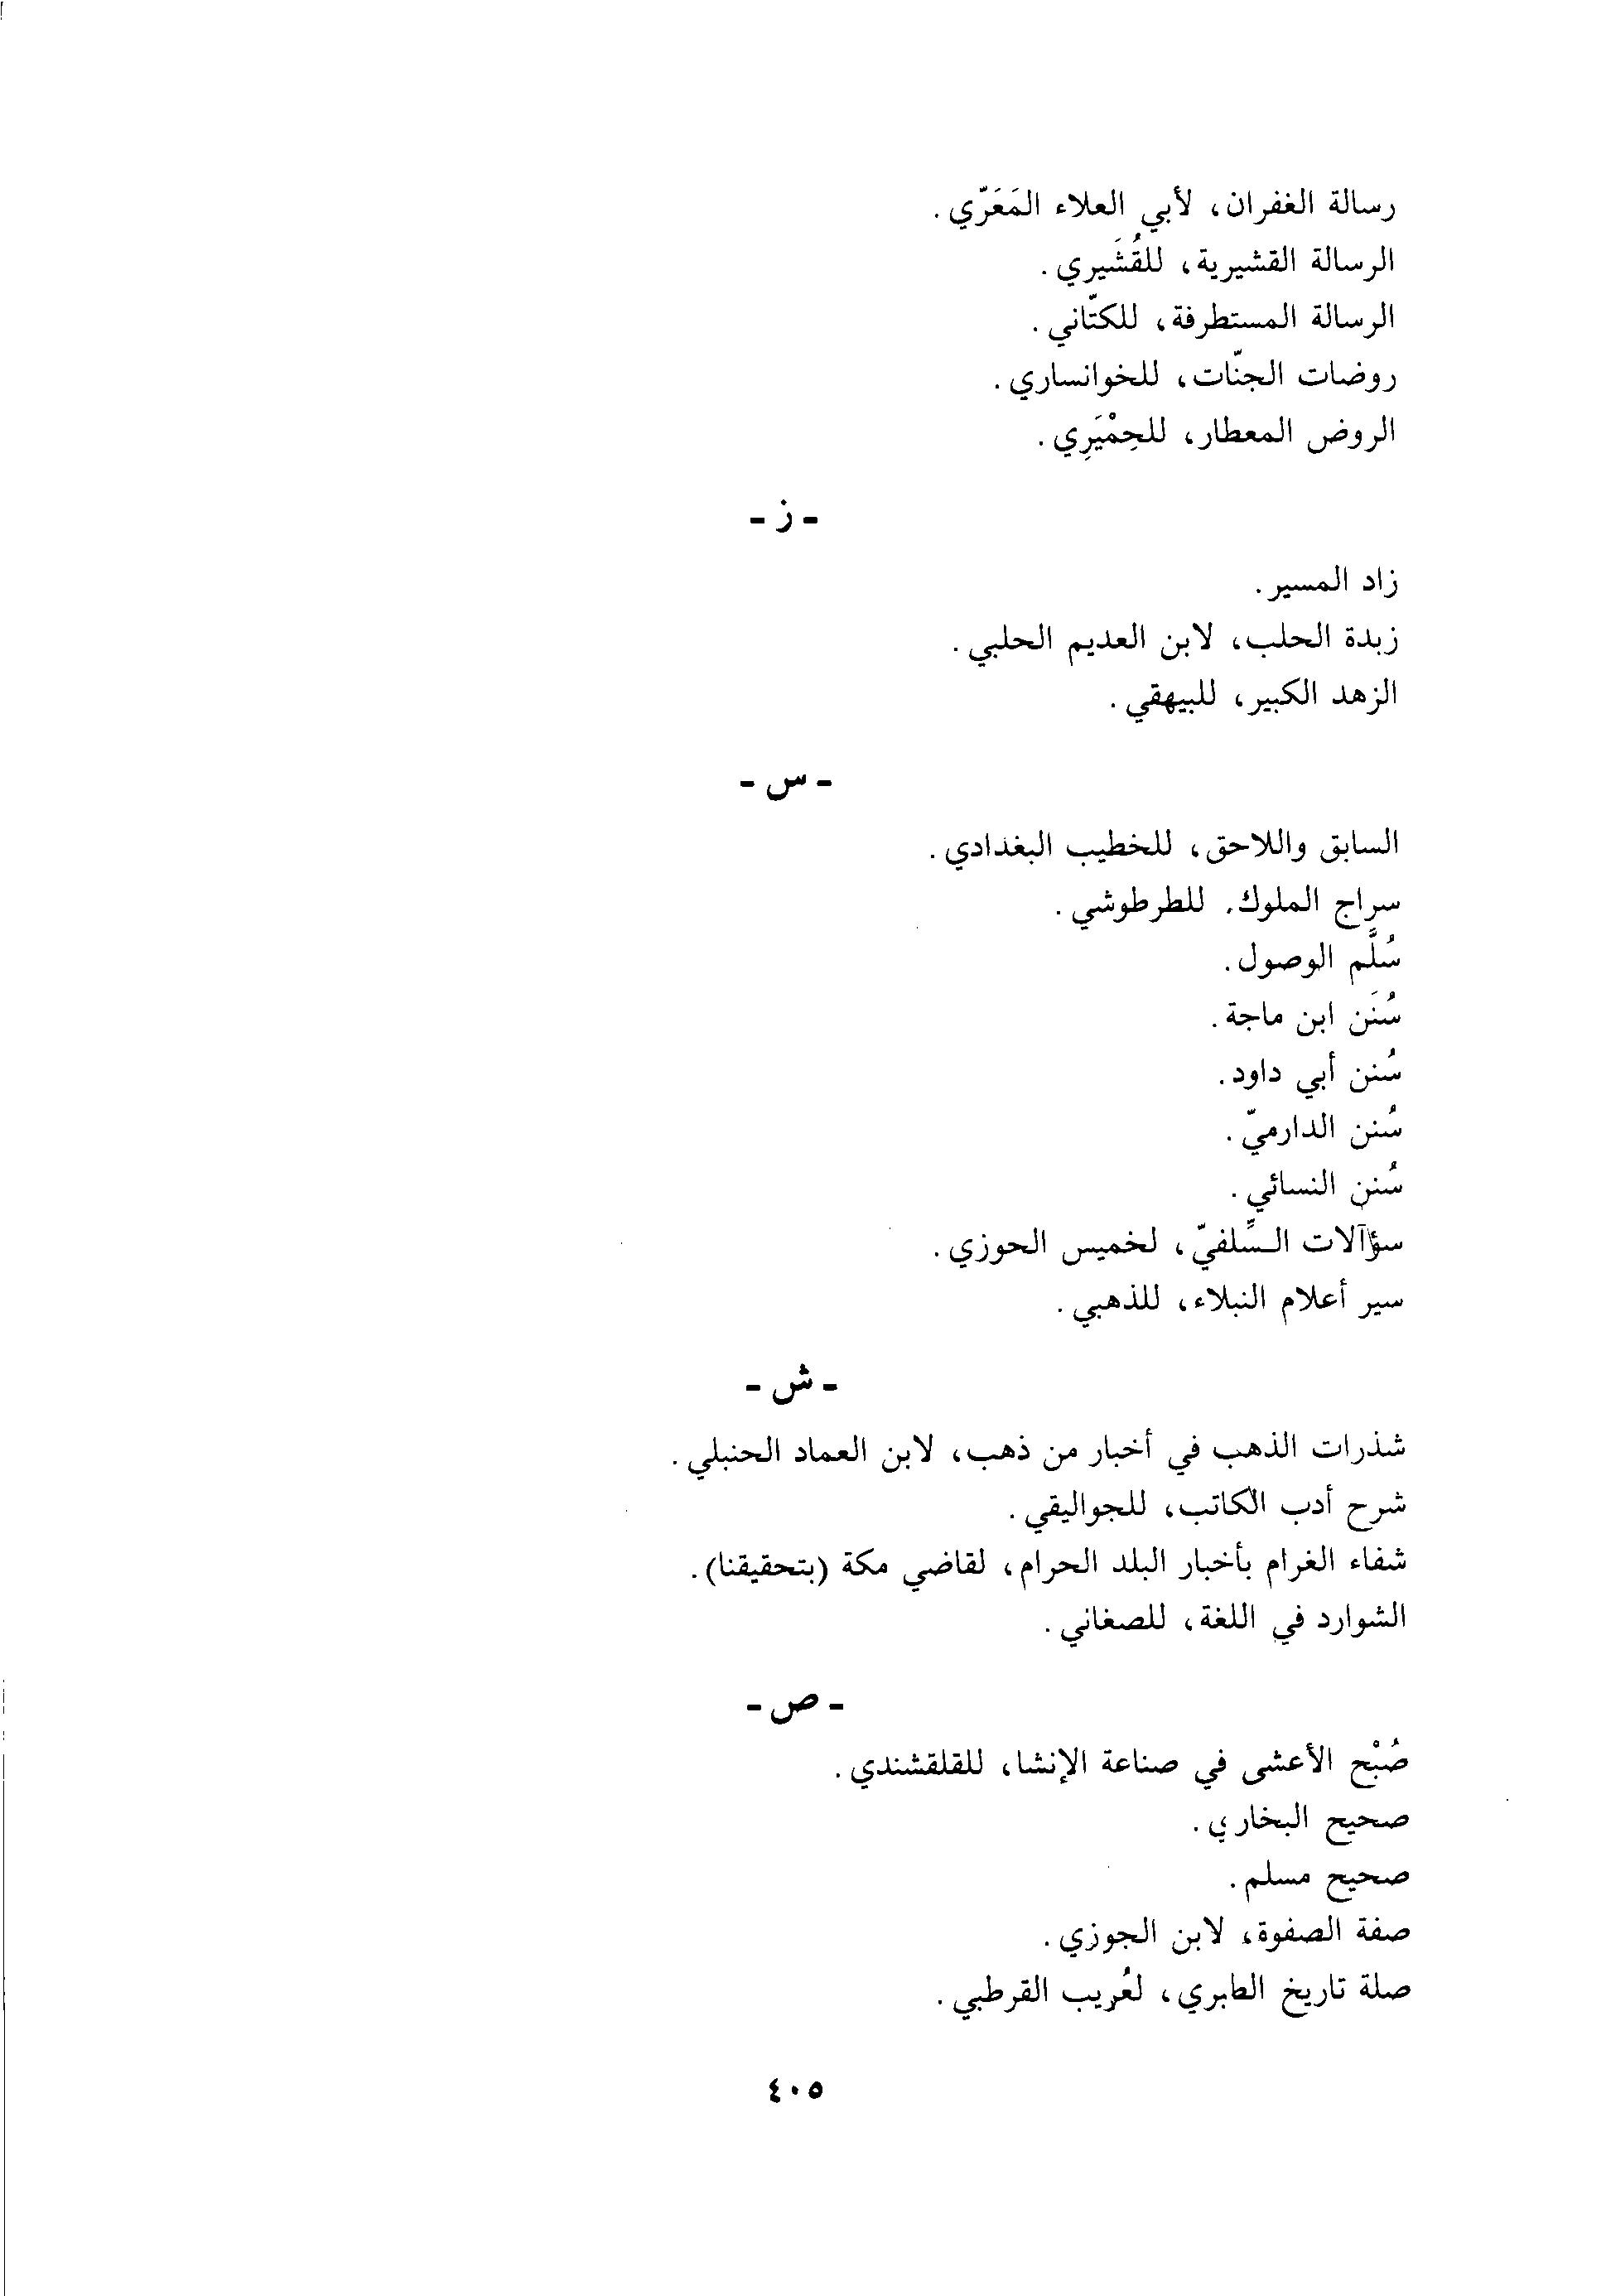 رسالة الغفران، لأبي العلاء المَعَرّي.
الرسالة القشيرية، للقُشَيري.
الرسالة المستطرفة، للكتّاني.
روضات الجنّات، للخوانساري.
الروض المعطار، للحِمْيَرِي.
- ز -
زاد المسير.
زبدة الحلب، لابن العديم الحلبي.
الزهد الكبير، للبيهقي.
- س -
السابق واللاحق، للخطيب البغدادي.
سراج الملوك، للطرطوشي.
سُلَّم الوصول.
سُنَن ابن ماجة.
سُنن أبي داود.
سُنن الدارميّ.
سُنن النسائي.
سؤآلات السِّلفيّ، لخميس الحوزي.
سير أعلام النبلاء، للذهبي.
- ش -
شذرات الذهب في أخبار من ذهب، لابن العماد الحنبلي.
شرح أدب الكاتب، للجواليقي.
شفاء الغرام بأخبار البلد الحرام، لقاضي مكة (بتحقيقنا).
الشوارد في اللغة، للصغاني.
- ص -
صُبْح الأعشى في صناعة الإنشا، للقلقشندي.
صحيح البخاري.
صحيح مسلم.
صفة الصفوة، لابن الجوزي.
صلة تاريخ الطبري، لعُريب القرطبي.
٤٠٥